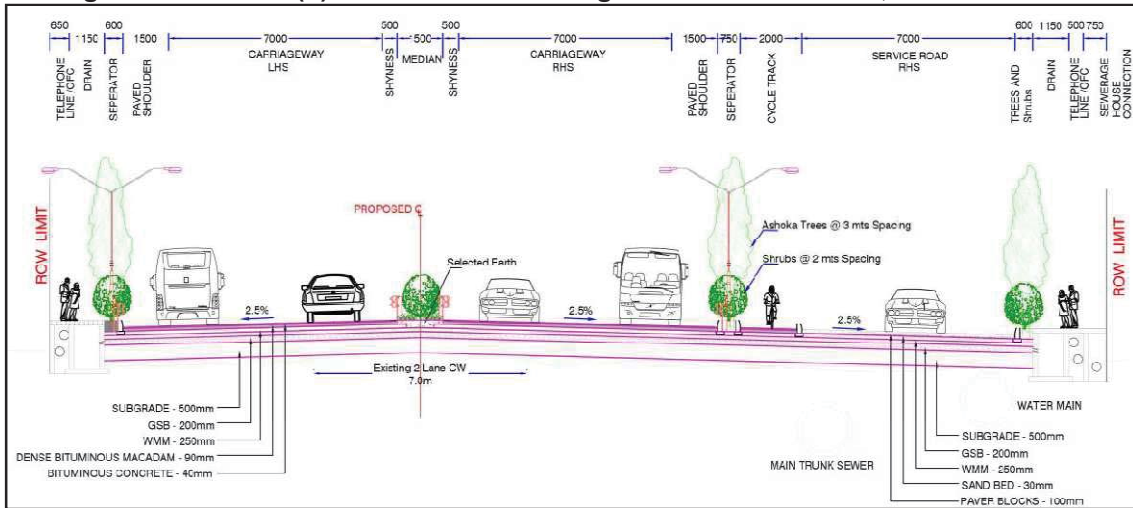 650
1150
600
1500
7000
500
1500
500
7000
1500
750
2000
7000
600
1150
500
750
TELEPHONE
LINE /OFC
DRAIN
SEPERATOR
PAVED
SHOULDER
CARRIAGEWAY
LHS
SHYNESS
MEDIAN
SHYNESS
CARRIAGEWAY
RHS
PAVED
SHOULDER
SEPERATOR
CYCLE TRACK
SERVICE ROAD
RHS
TREES AND
Shrubs
DRAIN
TELEPHONE
LINE /OFC
SEWERAGE
HOUSE
CONNECTION
ROW LIMIT
PROPOSED ℄
Selected Earth
Ashoka Trees @ 3 mts Spacing
Shrubs @ 2 mts Spacing
ROW LIMIT
2.5%
2.5%
2.5%
Existing 2 Lane CW
7.0m
SUBGRADE - 500mm
GSB - 200mm
WMM - 250mm
DENSE BITUMINOUS MACADAM - 90mm
BITUMINOUS CONCRETE - 40mm
WATER MAIN
MAIN TRUNK SEWER
SUBGRADE - 500mm
GSB - 200mm
WMM - 250mm
SAND BED - 30mm
PAVER BLOCKS - 100mm